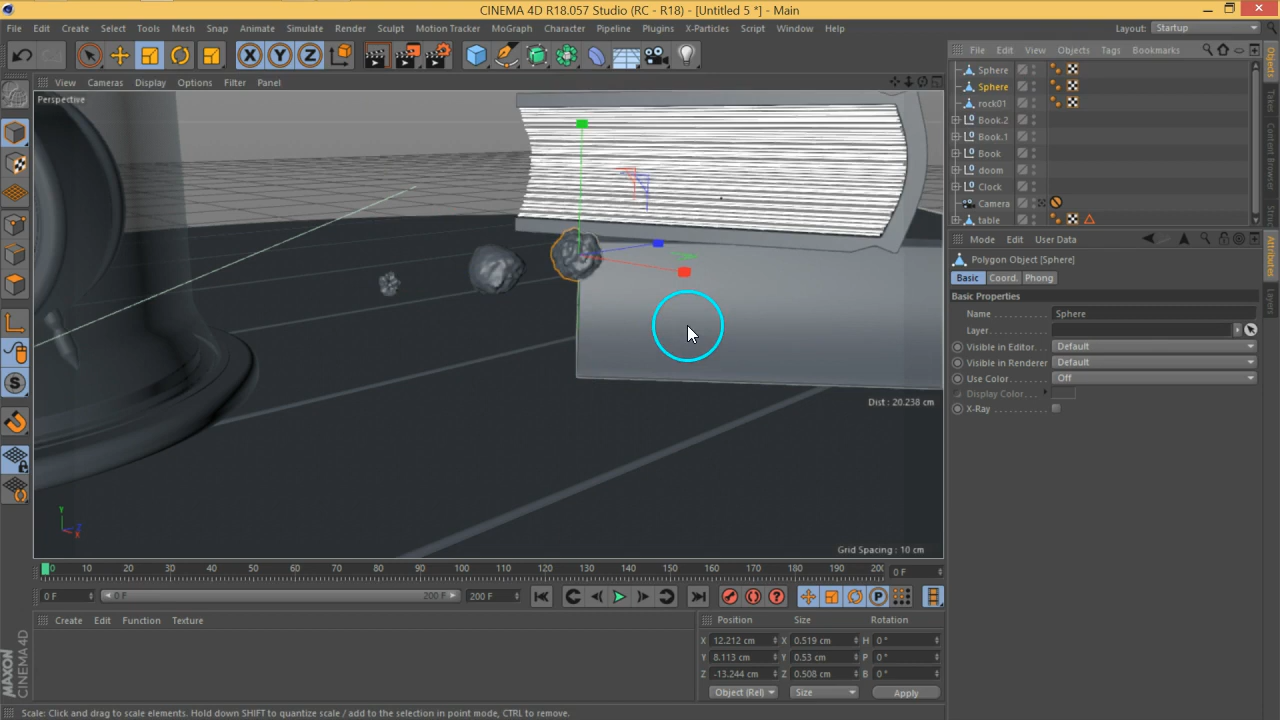 CINEMA 4D R18.057 Studio (RC - R18) - [Untitled 5 *] - Main
File Edit Create Select Tools Mesh Snap Animate Simulate Render Sculpt Motion Tracker MoGraph Character Pipeline Plugins X-Particles Script Window Help Layout: Startup
X Y Z
File Edit View Objects Tags Bookmarks
View Cameras Display Options Filter Panel
Perspective
Sphere
Sphere
rock01
Book.2
Book.1
Book
doom
Clock
Camera
table
Objects
Takes
Content Browser
Mode Edit User Data
Attributes
Layers
Polygon Object [Sphere]
Basic Coord. Phong
Basic Properties
Name Sphere
Layer
Visible in Editor Default
Visible in Renderer Default
Use Color Off
Display Color
X-Ray
Dist : 20.238 cm
Grid Spacing : 10 cm
Y
Z
X
0 10 20 30 40 50 60 70 80 90 100 110 120 130 140 150 160 170 180 190 200 0 F
0 F 0 F 200 F 200 F
P
Create Edit Function Texture
Position Size Rotation
X 12.212 cm X 0.519 cm H 0 °
Y 8.113 cm Y 0.53 cm P 0 °
Z -13.244 cm Z 0.508 cm B 0 °
Object (Rel) Size Apply
MAXON
CINEMA 4D
Scale: Click and drag to scale elements. Hold down SHIFT to quantize scale / add to the selection in point mode, CTRL to remove.